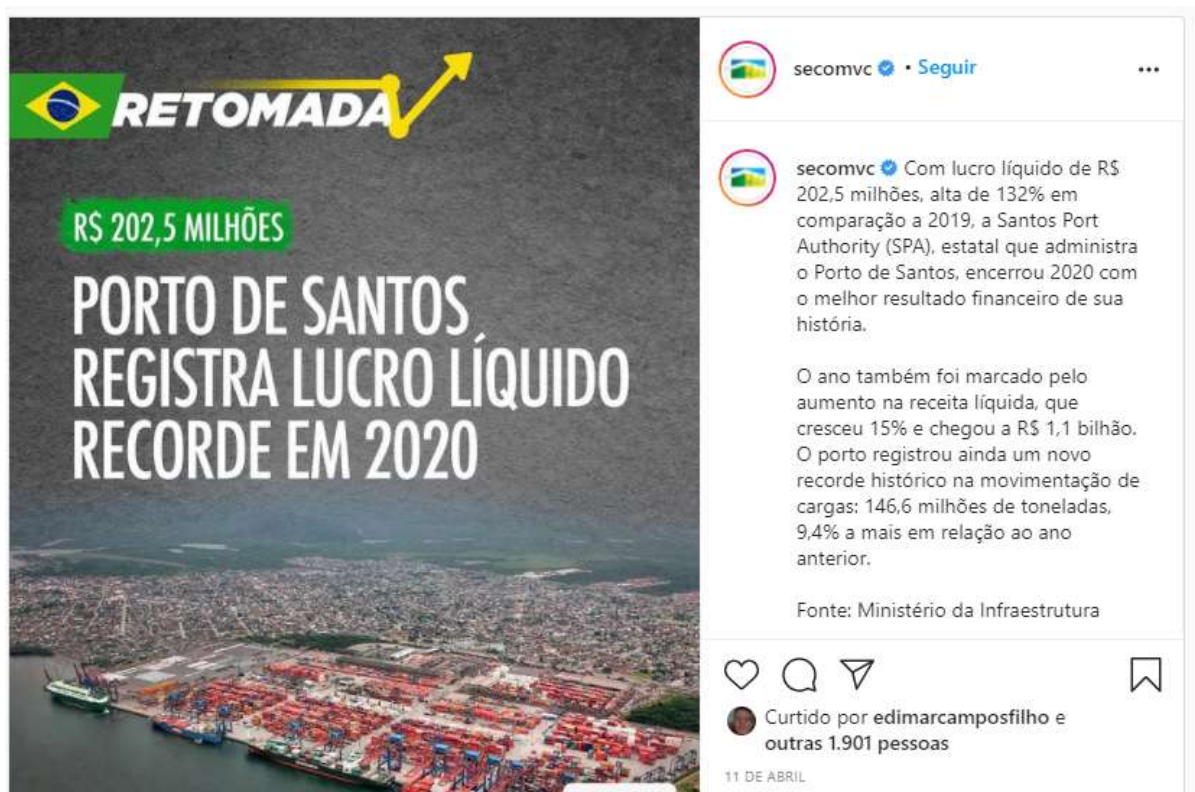 RETOMADA
R$ 202,5 MILHÕES
PORTO DE SANTOS
REGISTRA LUCRO LÍQUIDO
RECORDE EM 2020
secomvc • Seguir
secomvc Com lucro líquido de R$
202,5 milhões, alta de 132% em
comparação a 2019, a Santos Port
Authority (SPA), estatal que administra
o Porto de Santos, encerrou 2020 com
o melhor resultado financeiro de sua
história.
O ano também foi marcado pelo
aumento na receita líquida, que
cresceu 15% e chegou a R$ 1,1 bilhão.
O porto registrou ainda um novo
recorde histórico na movimentação de
cargas: 146,6 milhões de toneladas,
9,4% a mais em relação ao ano
anterior.
Fonte: Ministério da Infraestrutura
Curtido por edimarcamposfilho e
outras 1.901 pessoas
11 DE ABRIL